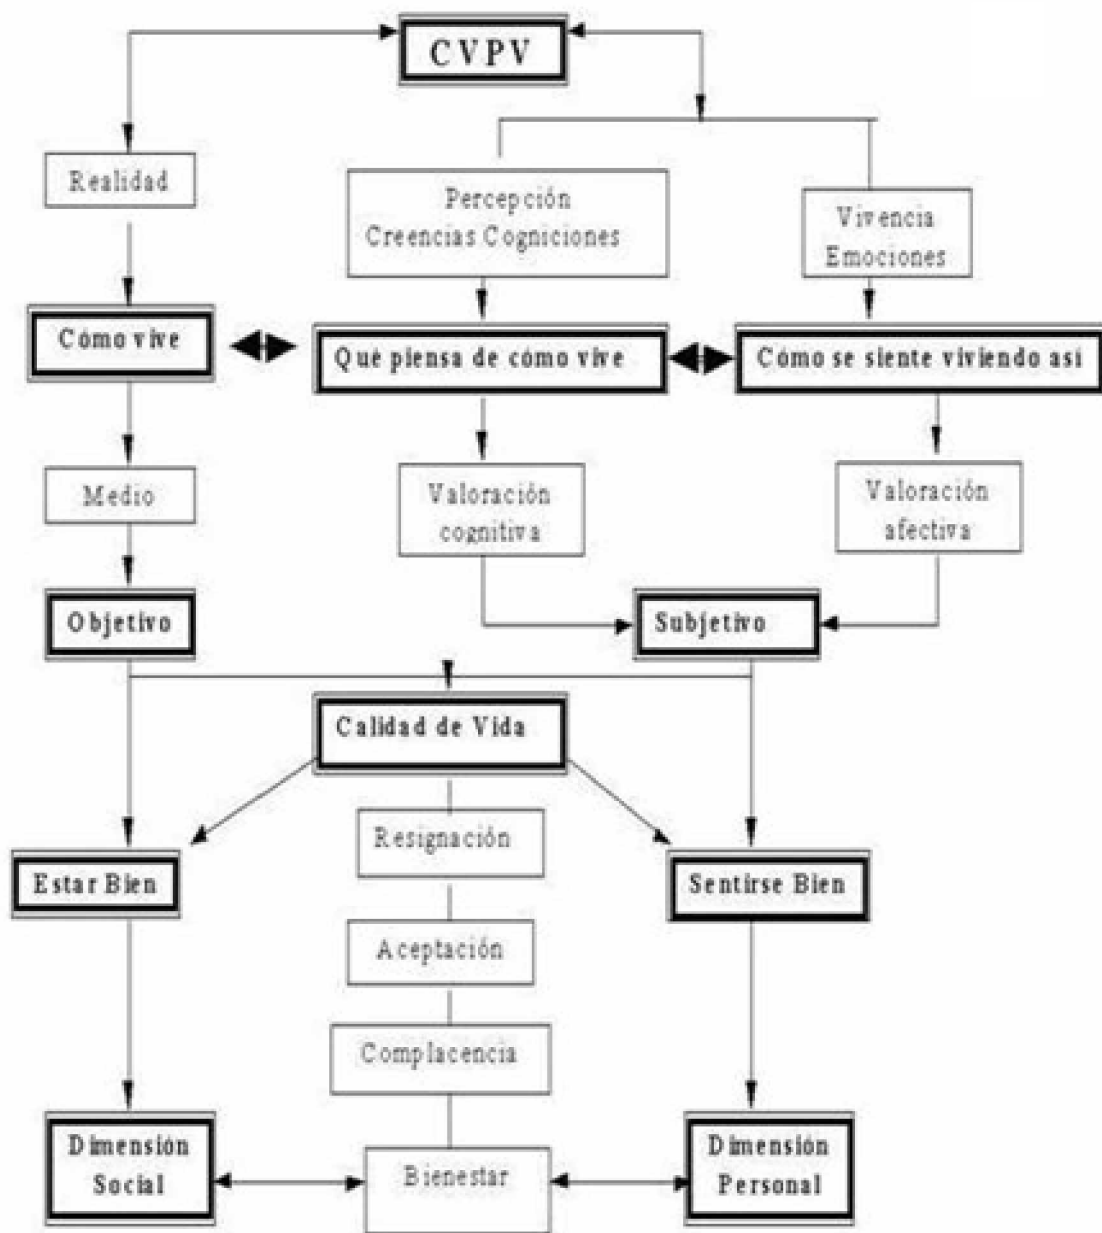 CVPV
Realidad
Percepción
Creencias Cogniciones
Vivencia
Emociones
Cómo vive
Qué piensa de cómo vive
Cómo se siente viviendo así
Medio
Valoración
cognitiva
Valoración
afectiva
Objetivo
Subjetivo
Calidad de Vida
Resignación
Estar Bien
Sentirse Bien
Aceptación
Complacencia
Dimensión
Social
Bienestar
Dimensión
Personal